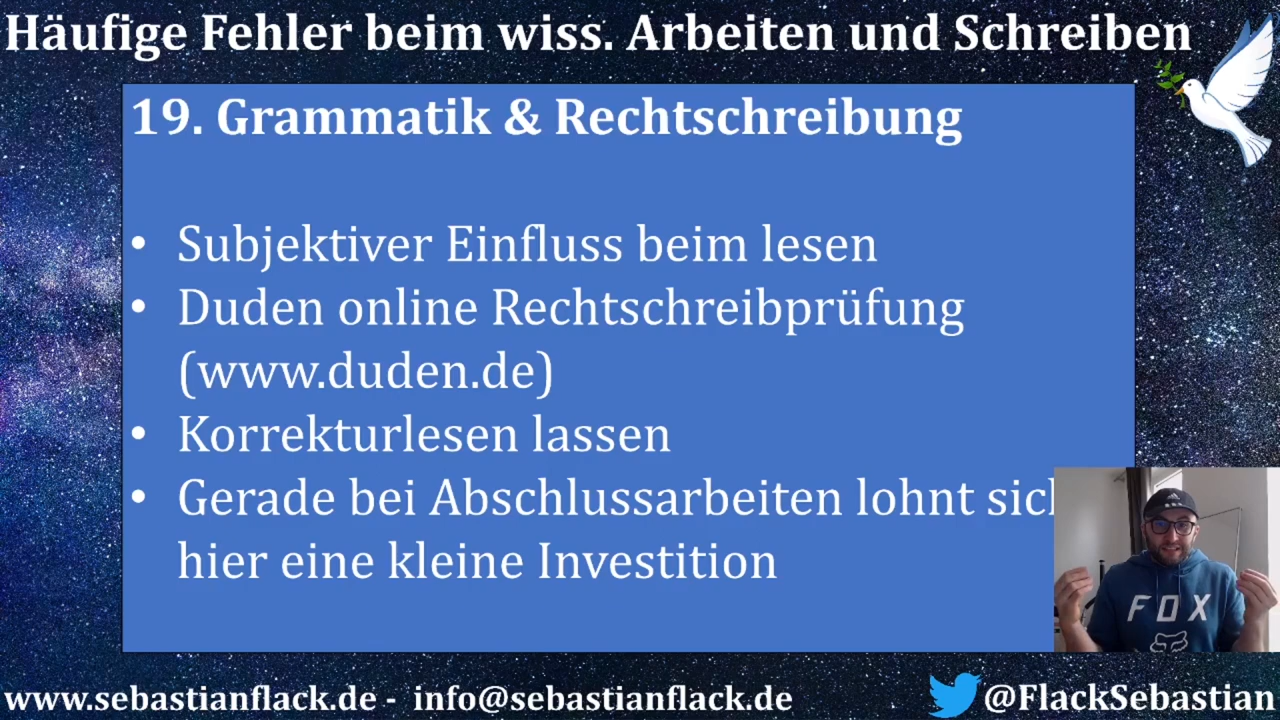 Häufige Fehler beim wiss. Arbeiten und Schreiben
19. Grammatik & Rechtschreibung
• Subjektiver Einfluss beim lesen
• Duden online Rechtschreibprüfung
(www.duden.de)
• Korrekturlesen lassen
• Gerade bei Abschlussarbeiten lohnt sich
hier eine kleine Investition
FOX
www.sebastianflack.de - info@sebastianflack.de
@FlackSebastian